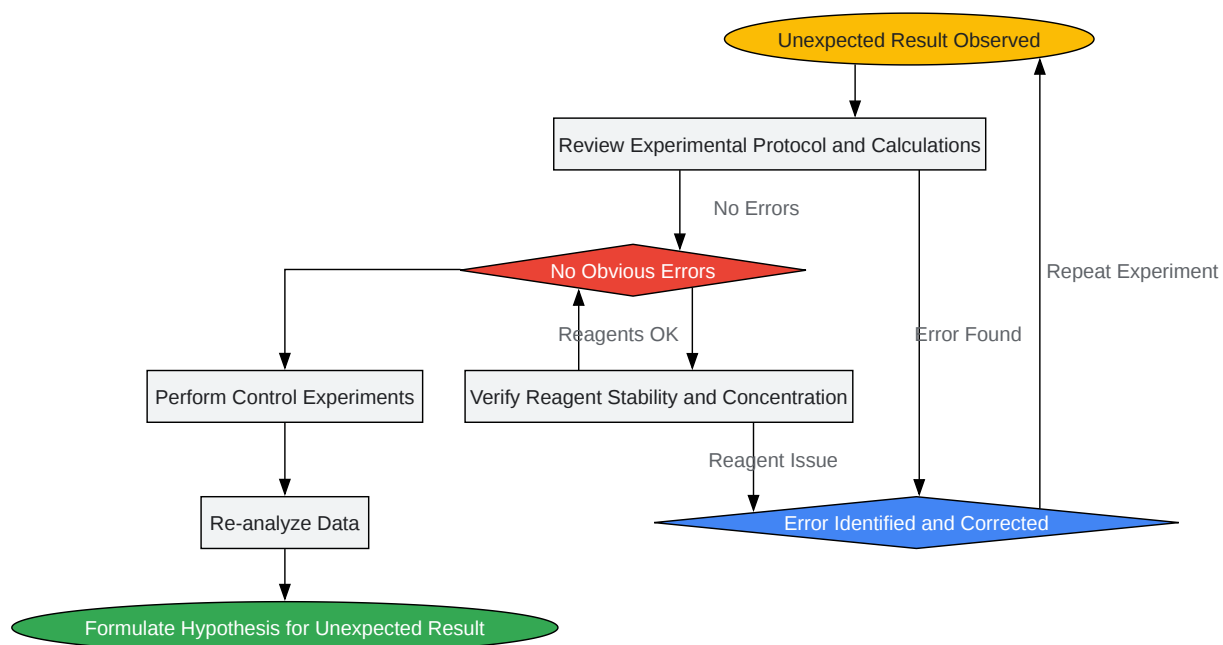 Unexpected Result Observed
Review Experimental Protocol and Calculations
No Errors
No Obvious Errors
Repeat Experiment
Reagents OK
Error Found
Perform Control Experiments
Verify Reagent Stability and Concentration
Reagent Issue
Re-analyze Data
Error Identified and Corrected
Formulate Hypothesis for Unexpected Result